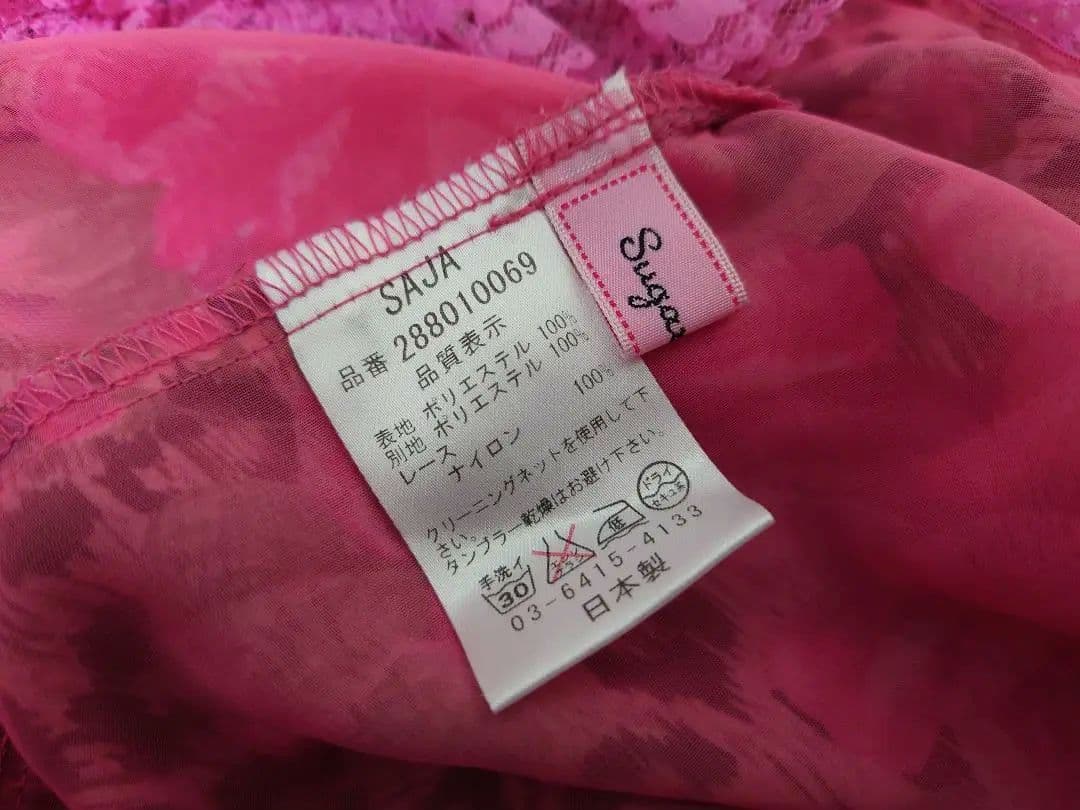 SAJA
品番 288010069
品質表示
表地 ポリエステル 100%
別地 ポリエステル 100%
レース
ナイロン 100%
クリーニングネットを使用して下
さい。
タンブラー乾燥はお避け下さい。
手洗イ
30
低
ドライ
セキユ系
03-6415-4133
日本製